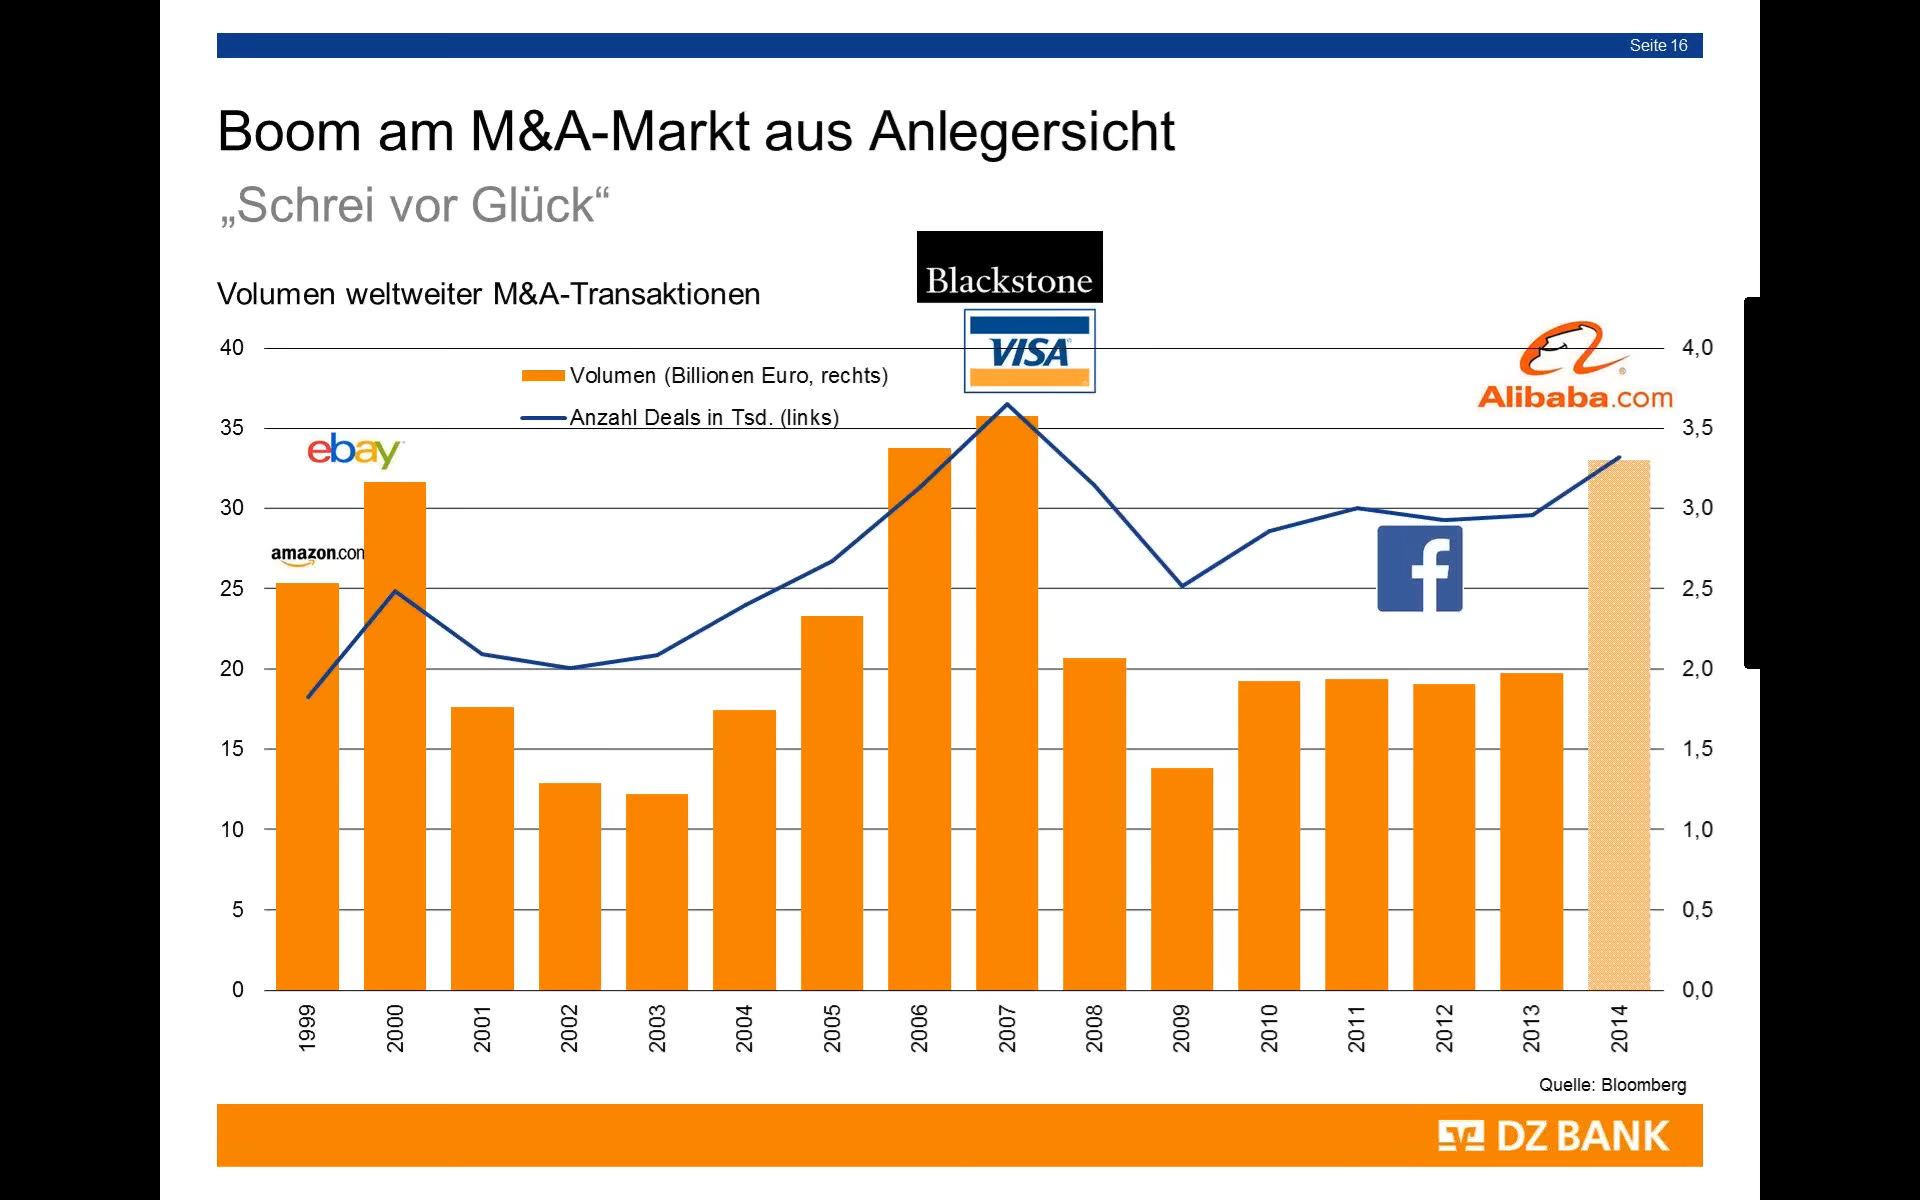 Seite 16
Boom am M&A-Markt aus Anlegersicht
„Schrei vor Glück“
Blackstone
Volumen weltweiter M&A-Transaktionen
VISA
Alibaba.com
40
4,0
Volumen (Billionen Euro, rechts)
Anzahl Deals in Tsd. (links)
35
3,5
ebay
30
3,0
amazon.com
f
25
2,5
20
2,0
15
1,5
10
1,0
5
0,5
0
0,0
1999
2000
2001
2002
2003
2004
2005
2006
2007
2008
2009
2010
2011
2012
2013
2014
Quelle: Bloomberg
DZ BANK